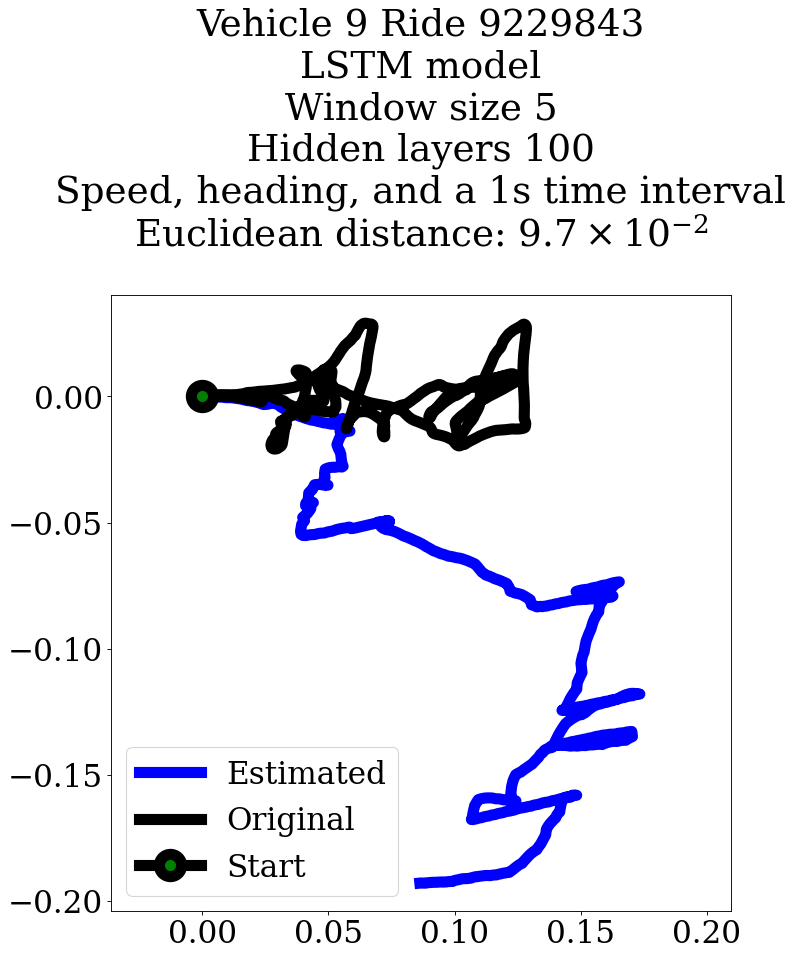 Vehicle 9 Ride 9229843
LSTM model
Window size 5
Hidden layers 100
Speed, heading, and a 1s time interval
Euclidean distance: 9.7 × 10⁻²
0.00
−0.05
−0.10
−0.15
−0.20
Estimated
Original
Start
0.00 0.05 0.10 0.15 0.20